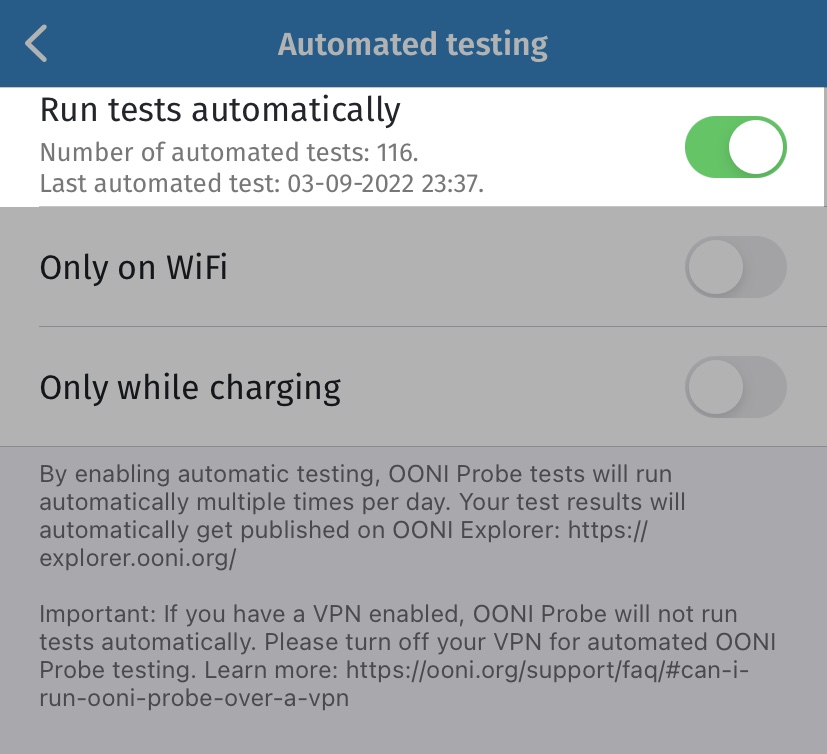 Automated testing
Run tests automatically
Number of automated tests: 116.
Last automated test: 03-09-2022 23:37.
Only on WiFi
Only while charging
By enabling automatic testing, OONI Probe tests will run
automatically multiple times per day. Your test results will
automatically get published on OONI Explorer: https://
explorer.ooni.org/
Important: If you have a VPN enabled, OONI Probe will not run
tests automatically. Please turn off your VPN for automated OONI
Probe testing. Learn more: https://ooni.org/support/faq/#can-i-
run-ooni-probe-over-a-vpn